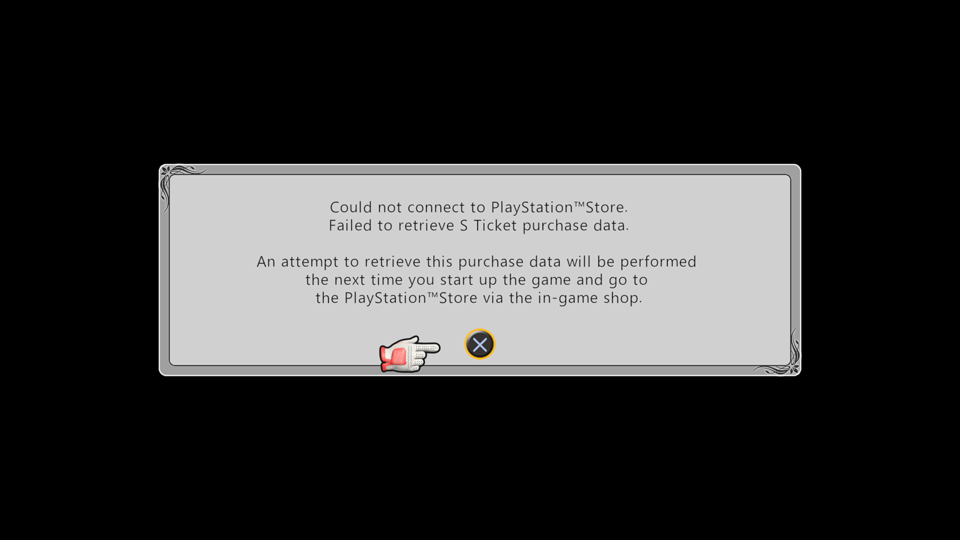 Could not connect to PlayStation™Store.
Failed to retrieve S Ticket purchase data.
An attempt to retrieve this purchase data will be performed
the next time you start up the game and go to
the PlayStation™Store via the in-game shop.